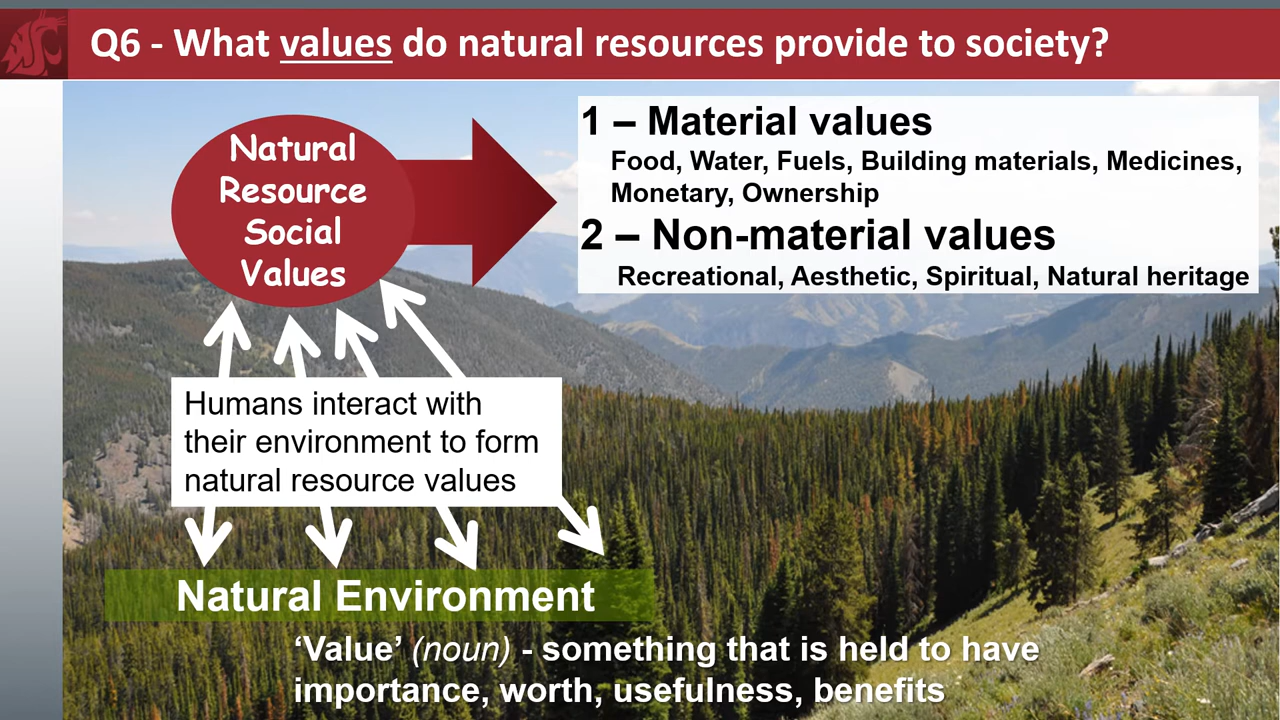 Q6 - What values do natural resources provide to society?
Natural
Resource
Social
Values
1 – Material values
Food, Water, Fuels, Building materials, Medicines,
Monetary, Ownership
2 – Non-material values
Recreational, Aesthetic, Spiritual, Natural heritage
Humans interact with
their environment to form
natural resource values
Natural Environment
‘Value’ (noun) - something that is held to have
importance, worth, usefulness, benefits